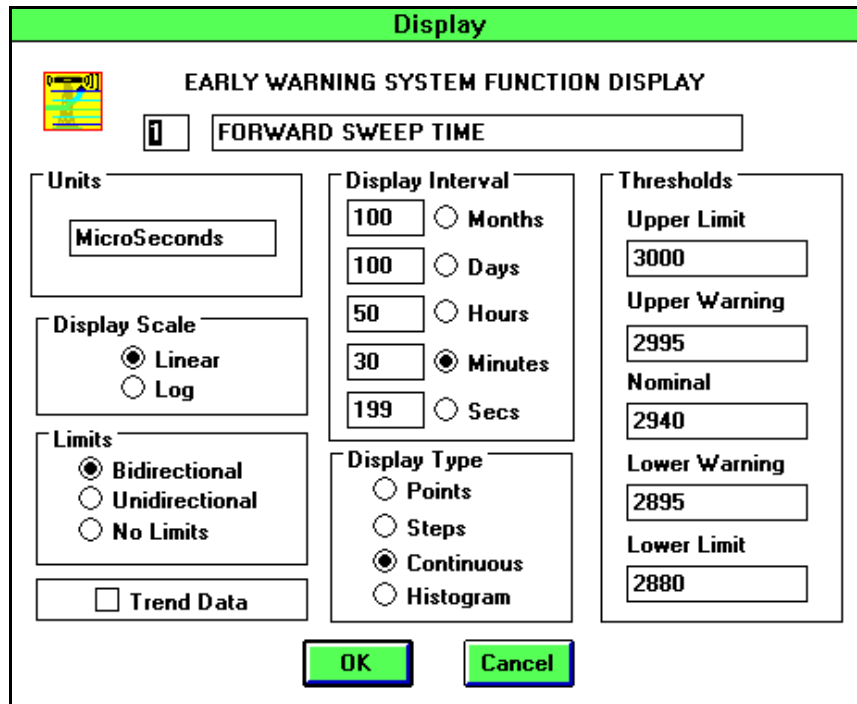 Display
EARLY WARNING SYSTEM FUNCTION DISPLAY
1
FORWARD SWEEP TIME
Units
MicroSeconds
Display Scale
Linear
Log
Limits
Bidirectional
Unidirectional
No Limits
Trend Data
Display Interval
100 Months
100 Days
50 Hours
30 Minutes
199 Secs
Display Type
Points
Steps
Continuous
Histogram
Thresholds
Upper Limit
3000
Upper Warning
2995
Nominal
2940
Lower Warning
2895
Lower Limit
2880
OK
Cancel